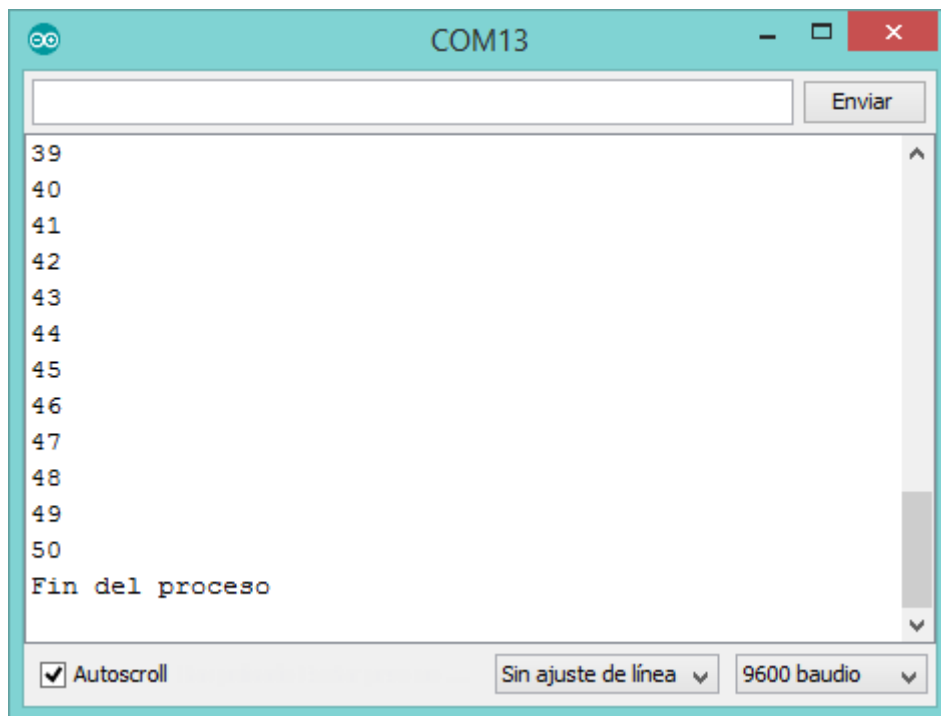 COM13
Enviar
39
40
41
42
43
44
45
46
47
48
49
50
Fin del proceso
Autoscroll
Sin ajuste de línea
9600 baudio